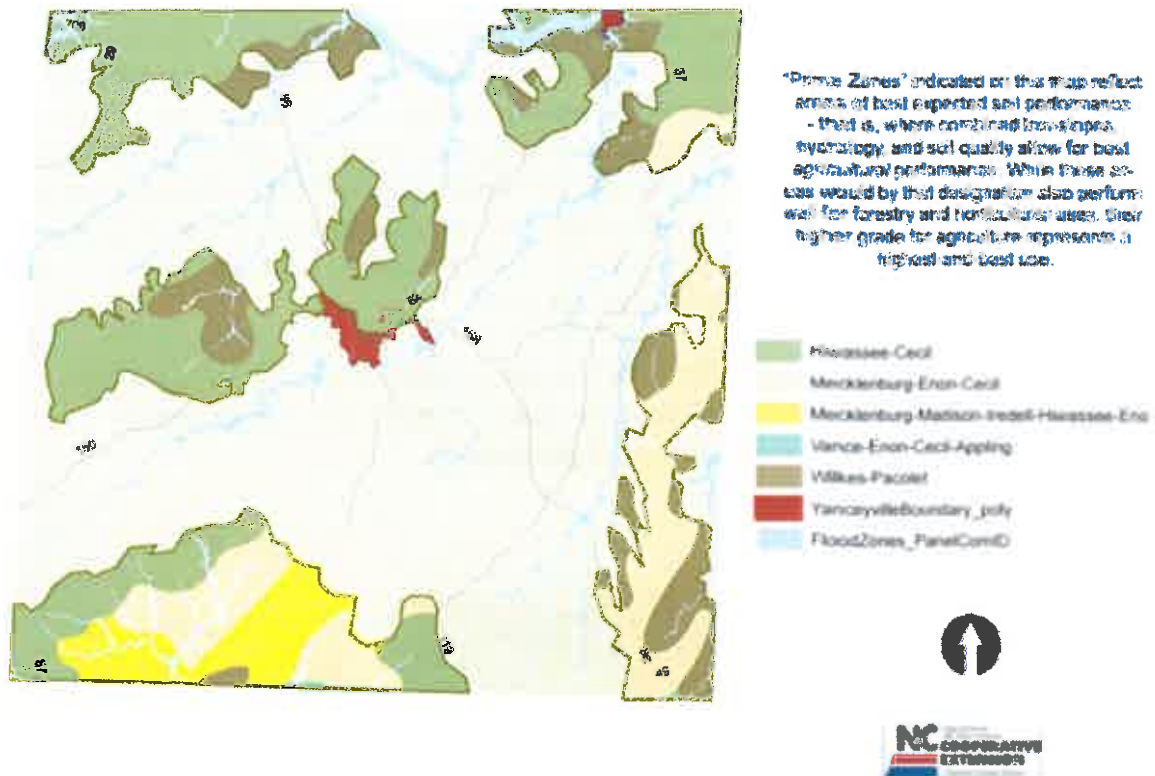 "Prime Zones" indicated on this map reflect
areas of best expected soil performance
- that is, where combined low-slopes,
hydrology, and soil quality allow for best
agricultural performance. While these ar-
eas would by that designation also perform
well for forestry and horticultural uses, their
higher grade for agriculture represents a
highest and best use.
Hiwassee-Cecil
Mecklenburg-Enon-Cecil
Mecklenburg-Madison-Iredell-Hiwassee-Eno
Vance-Enon-Cecil-Appling
Wilkes-Pacolet
YanceyvilleBoundary_poly
FloodZones_PanelComID
NC
COOPERATIVE
EXTENSION